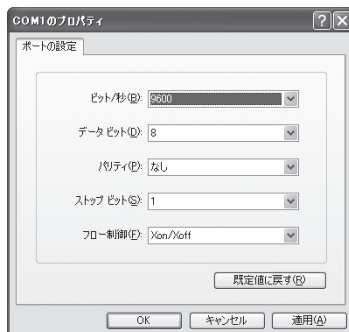 COM1のプロパティ
ポートの設定
ビット/秒(B): 9600
データ ビット(D): 8
パリティ(P): なし
ストップ ビット(S): 1
フロー制御(F): Xon/Xoff
既定値に戻す(R)
OK キャンセル 適用(A)